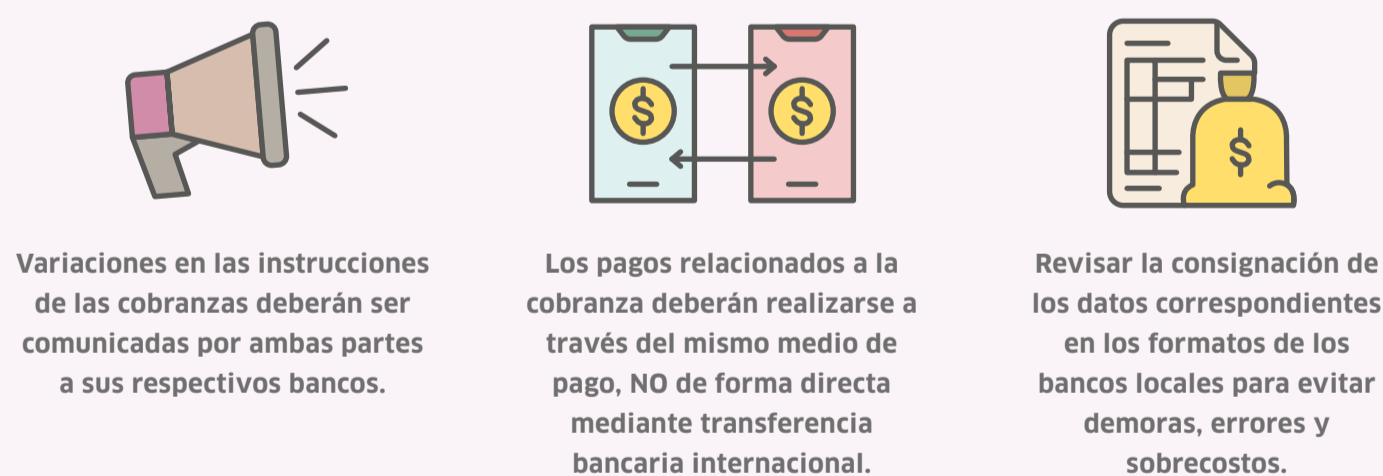 Variaciones en las instrucciones
de las cobranzas deberán ser
comunicadas por ambas partes
a sus respectivos bancos.
Los pagos relacionados a la
cobranza deberán realizarse a
través del mismo medio de
pago, NO de forma directa
mediante transferencia
bancaria internacional.
Revisar la consignación de
los datos correspondientes
en los formatos de los
bancos locales para evitar
demoras, errores y
sobrecostos.